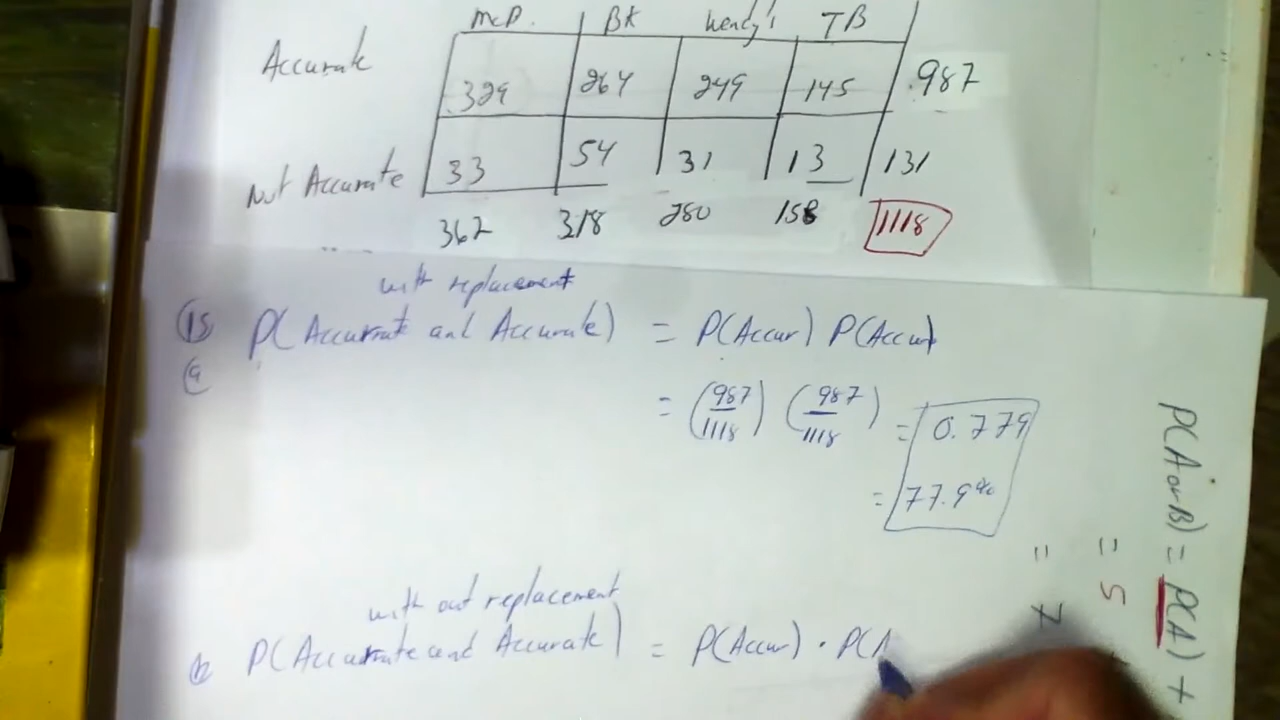 McD. BK Wendy's TB
Accurate 329 264 249 145 987
Not Accurate 33 54 31 13 131
362 318 280 158 1118
with replacement
15 P(Accurate and Accurate) = P(Accur) P(Accur)
a = (987/1118) (987/1118) = 0.779
= 77.9%
with out replacement
b P(Accurate and Accurate) = P(Accur) · P(A
P(A or B) = P(A) +
= 5
= 7